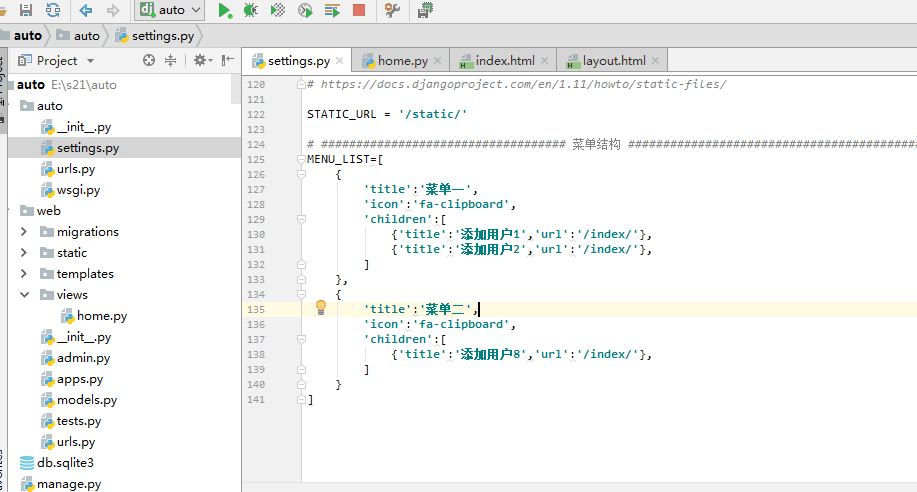 auto
auto
auto
settings.py
Project
settings.py
home.py
index.html
layout.html
auto E:\s21\auto
auto
__init__.py
settings.py
urls.py
wsgi.py
web
migrations
static
templates
views
home.py
__init__.py
admin.py
apps.py
models.py
tests.py
urls.py
db.sqlite3
manage.py
120 # https://docs.djangoproject.com/en/1.11/howto/static-files/
121
122 STATIC_URL = '/static/'
123
124 # ################################### 菜单结构 ##########################################
125 MENU_LIST=[
126 {
127 'title':'菜单一',
128 'icon':'fa-clipboard',
129 'children':[
130 {'title':'添加用户1','url':'/index/'},
131 {'title':'添加用户2','url':'/index/'},
132 ]
133 },
134 {
135 'title':'菜单二',
136 'icon':'fa-clipboard',
137 'children':[
138 {'title':'添加用户8','url':'/index/'},
139 ]
140 }
141 ]